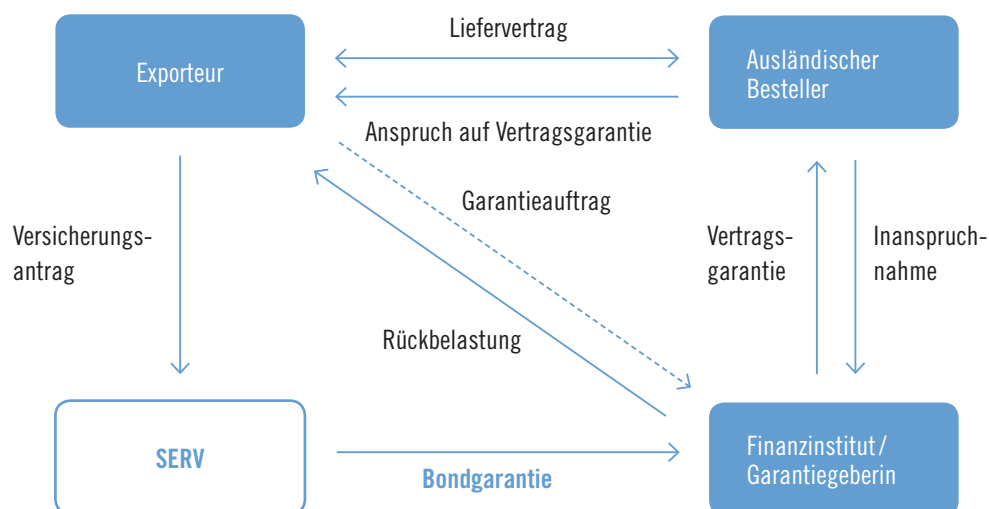 Liefervertrag
Exporteur
Ausländischer
Besteller
Anspruch auf Vertragsgarantie
Garantieauftrag
Versicherungs-
antrag
Vertrags-
garantie
Inanspruch-
nahme
Rückbelastung
SERV
Bondgarantie
Finanzinstitut/
Garantiegeberin